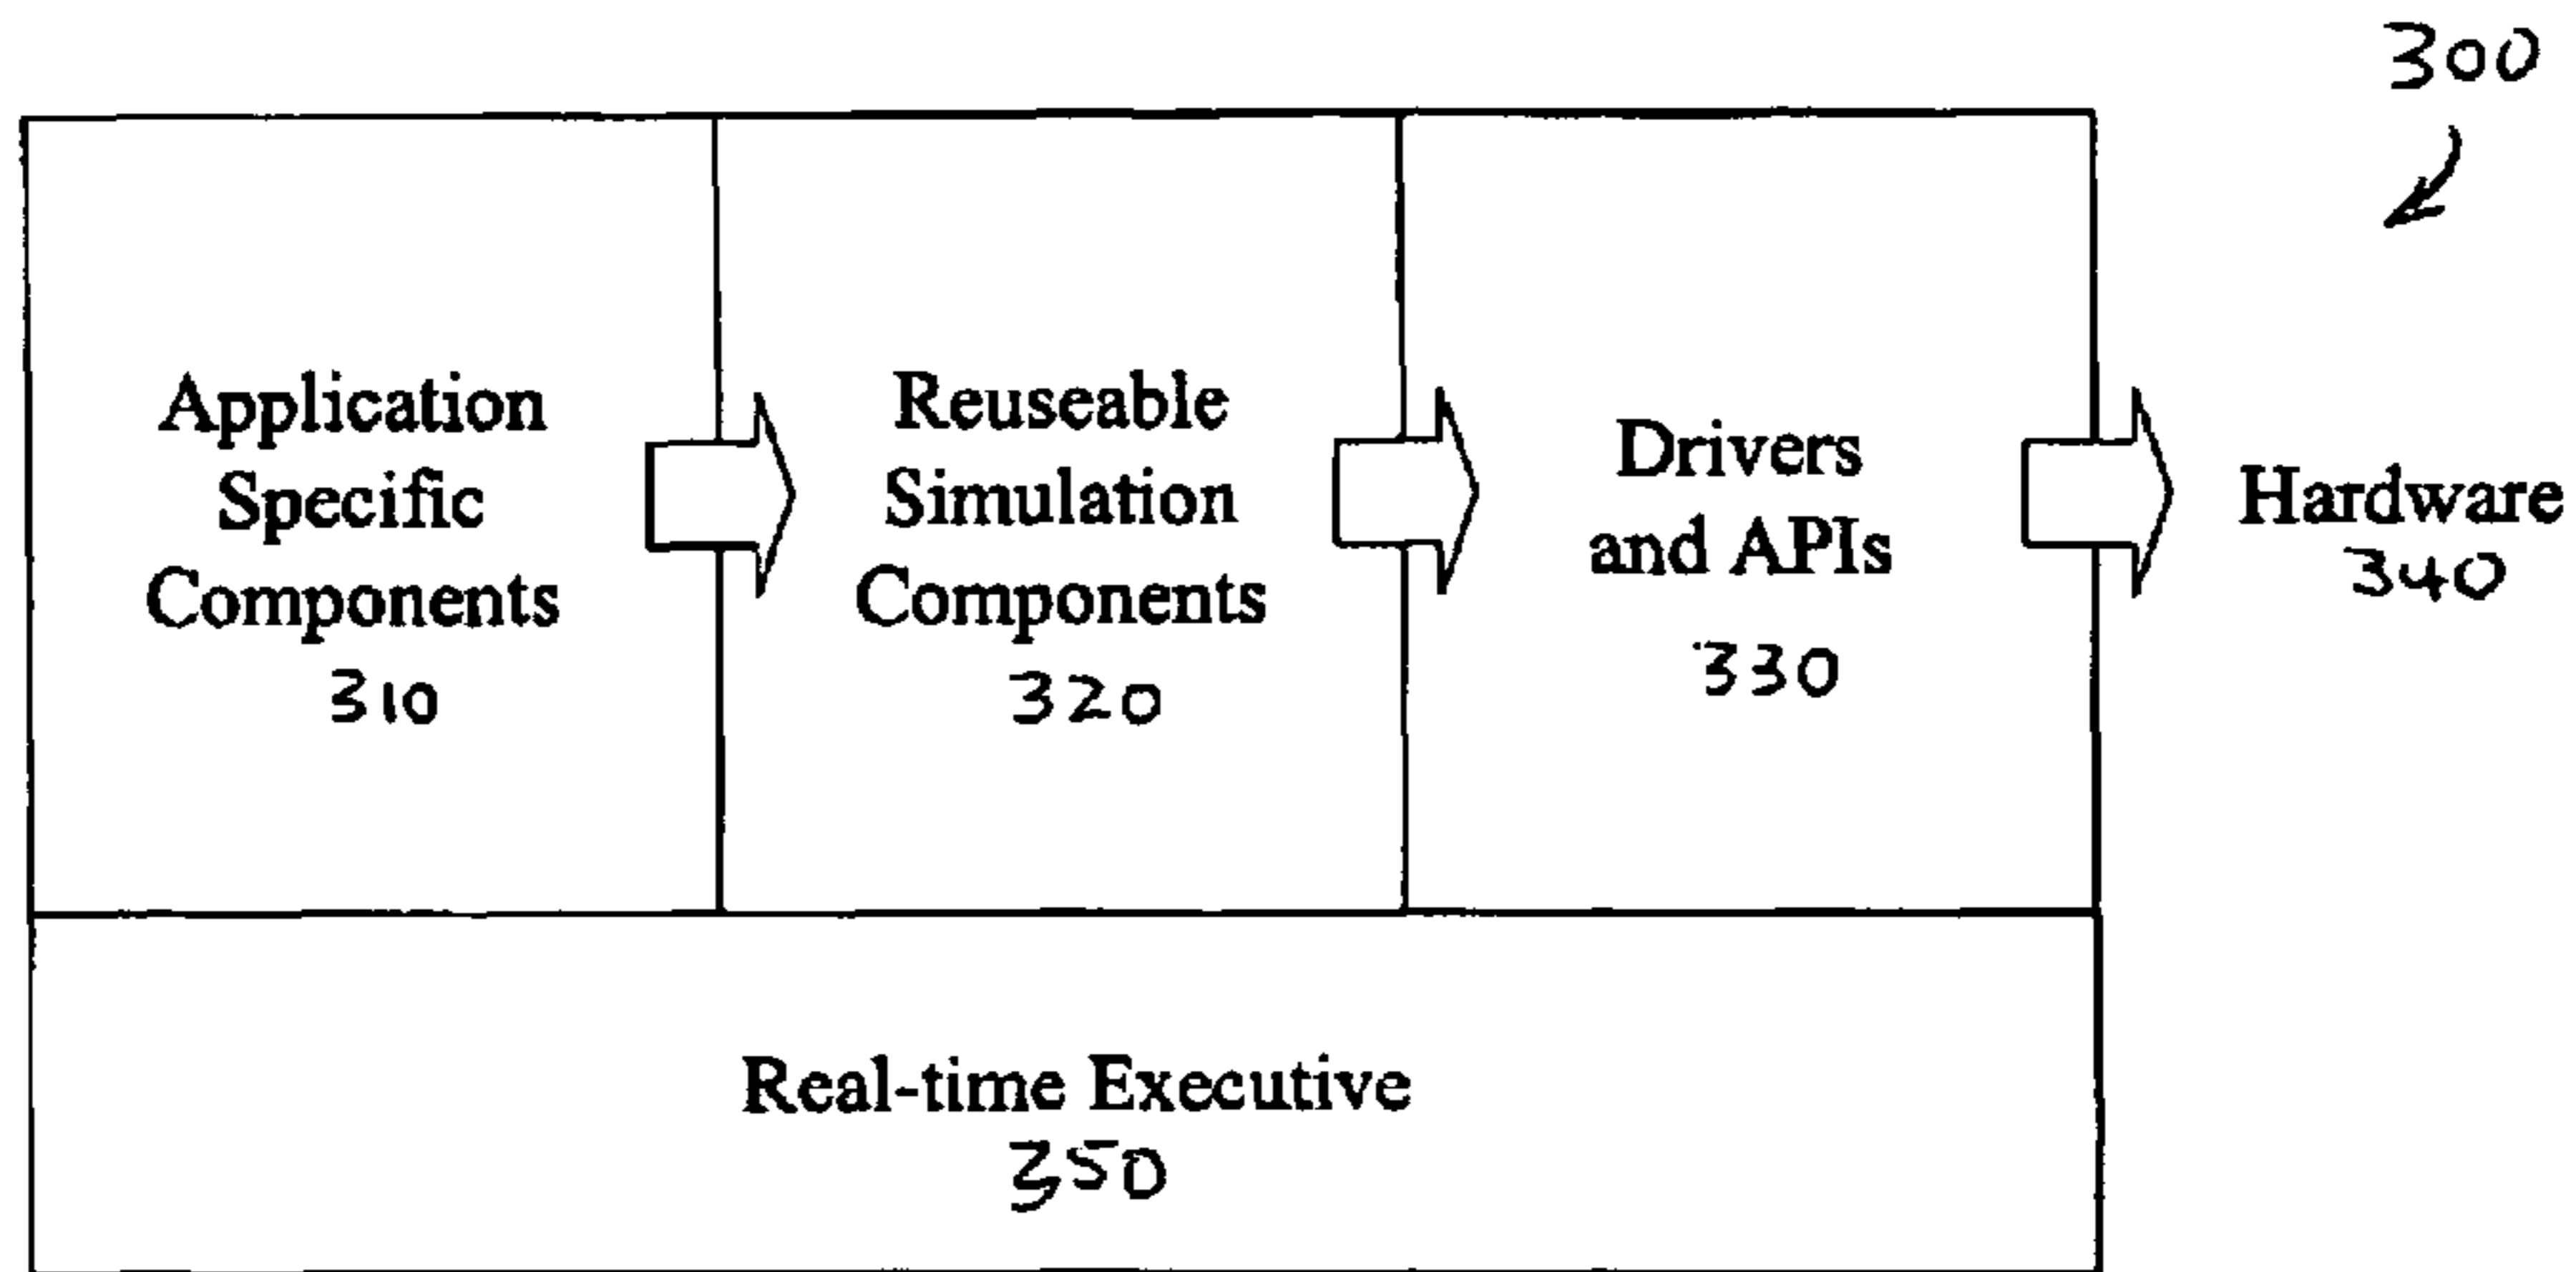 300
Application
Specific
Components
310
Reuseable
Simulation
Components
320
Drivers
and APIs
330
Hardware
340
Real-time Executive
350